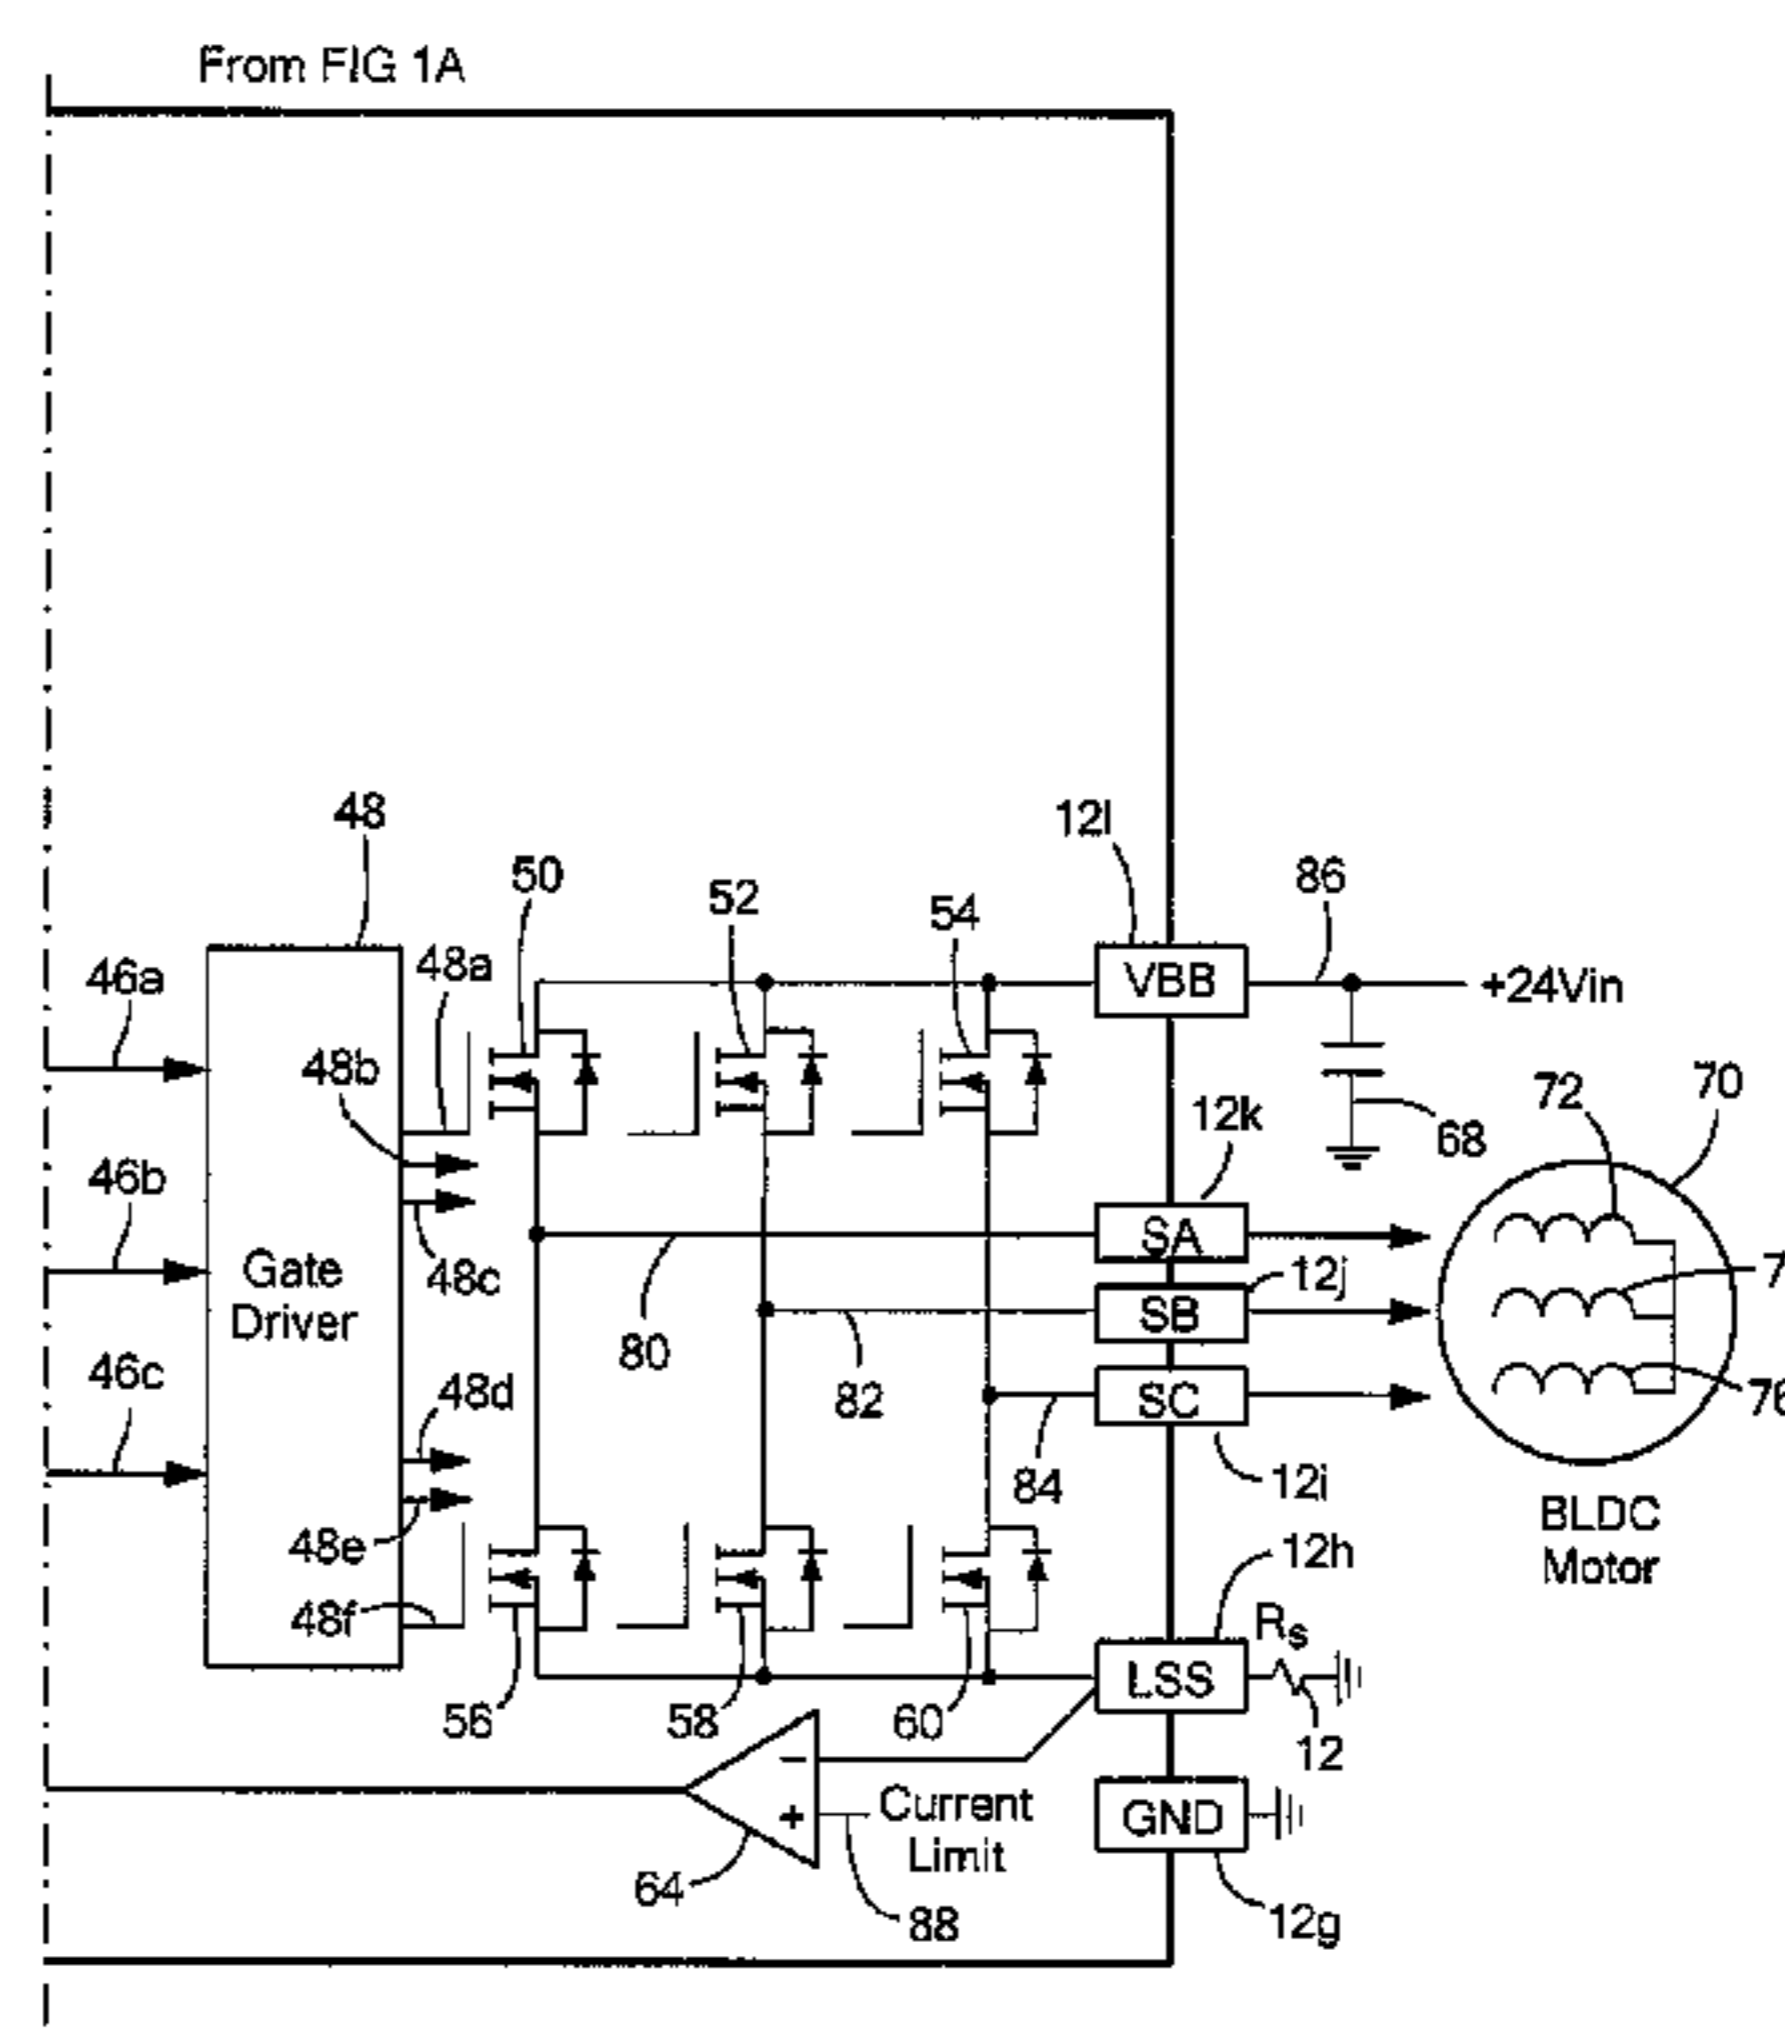 From FIG 1A
48
12l
50
86
52
54
46a
48a
VBB
+24Vin
48b
70
72
12k
68
46b
SA
Gate
Driver
48c
12j
7
SB
80
46c
48d
82
SC
76
84
12i
BLDC
Motor
48e
12h
48f
Rs
LSS
56
58
60
12
−
+
Current
Limit
GND
64
88
12g